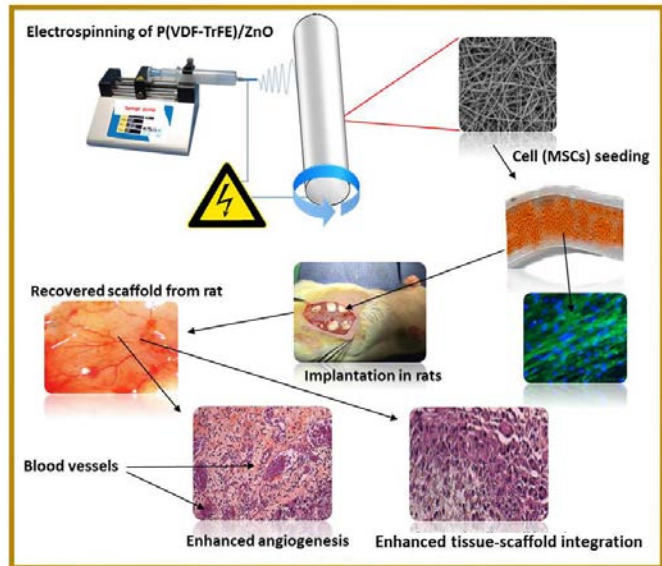 Electrospinning of P(VDF-TrFE)/ZnO
Cell (MSCs) seeding
Recovered scaffold from rat
Implantation in rats
Blood vessels
Enhanced angiogenesis
Enhanced tissue-scaffold integration